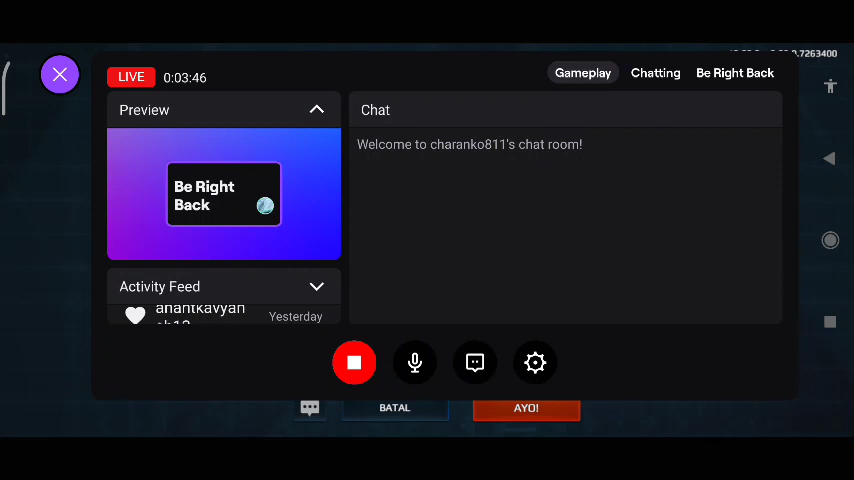 7263400
LIVE
0:03:46
Gameplay
Chatting
Be Right Back
Preview
Chat
Welcome to charanko811's chat room!
Be Right
Back
Activity Feed
Yesterday
BATAL
AYO!